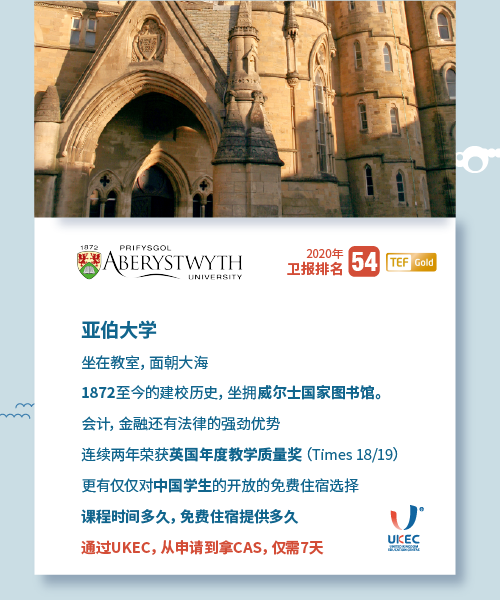 1872
PRIFYSGOL
ABERYSTWYTH
UNIVERSITY
2020年
卫报排名
54
TEF Gold
亚伯大学
坐在教室，面朝大海
1872至今的建校历史，坐拥威尔士国家图书馆。
会计，金融还有法律的强劲优势
连续两年荣获英国年度教学质量奖（Times 18/19）
更有仅仅对中国学生的开放的免费住宿选择
课程时间多久，免费住宿提供多久
通过UKEC，从申请到拿CAS，仅需7天
UKEC
UNITED KINGDOM
EDUCATION CENTRE